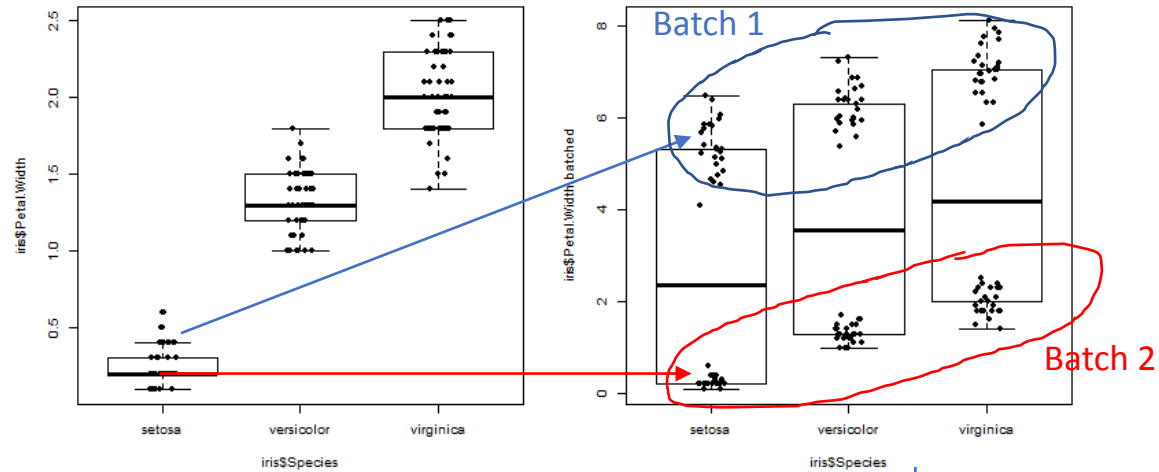 Batch 1
iris$Petal.Width
0.5
1.0
1.5
2.0
2.5
setosa
versicolor
virginica
iris$Species
iris$Petal.Width.batched
0
2
4
6
8
setosa
versicolor
virginica
iris$Species
Batch 2